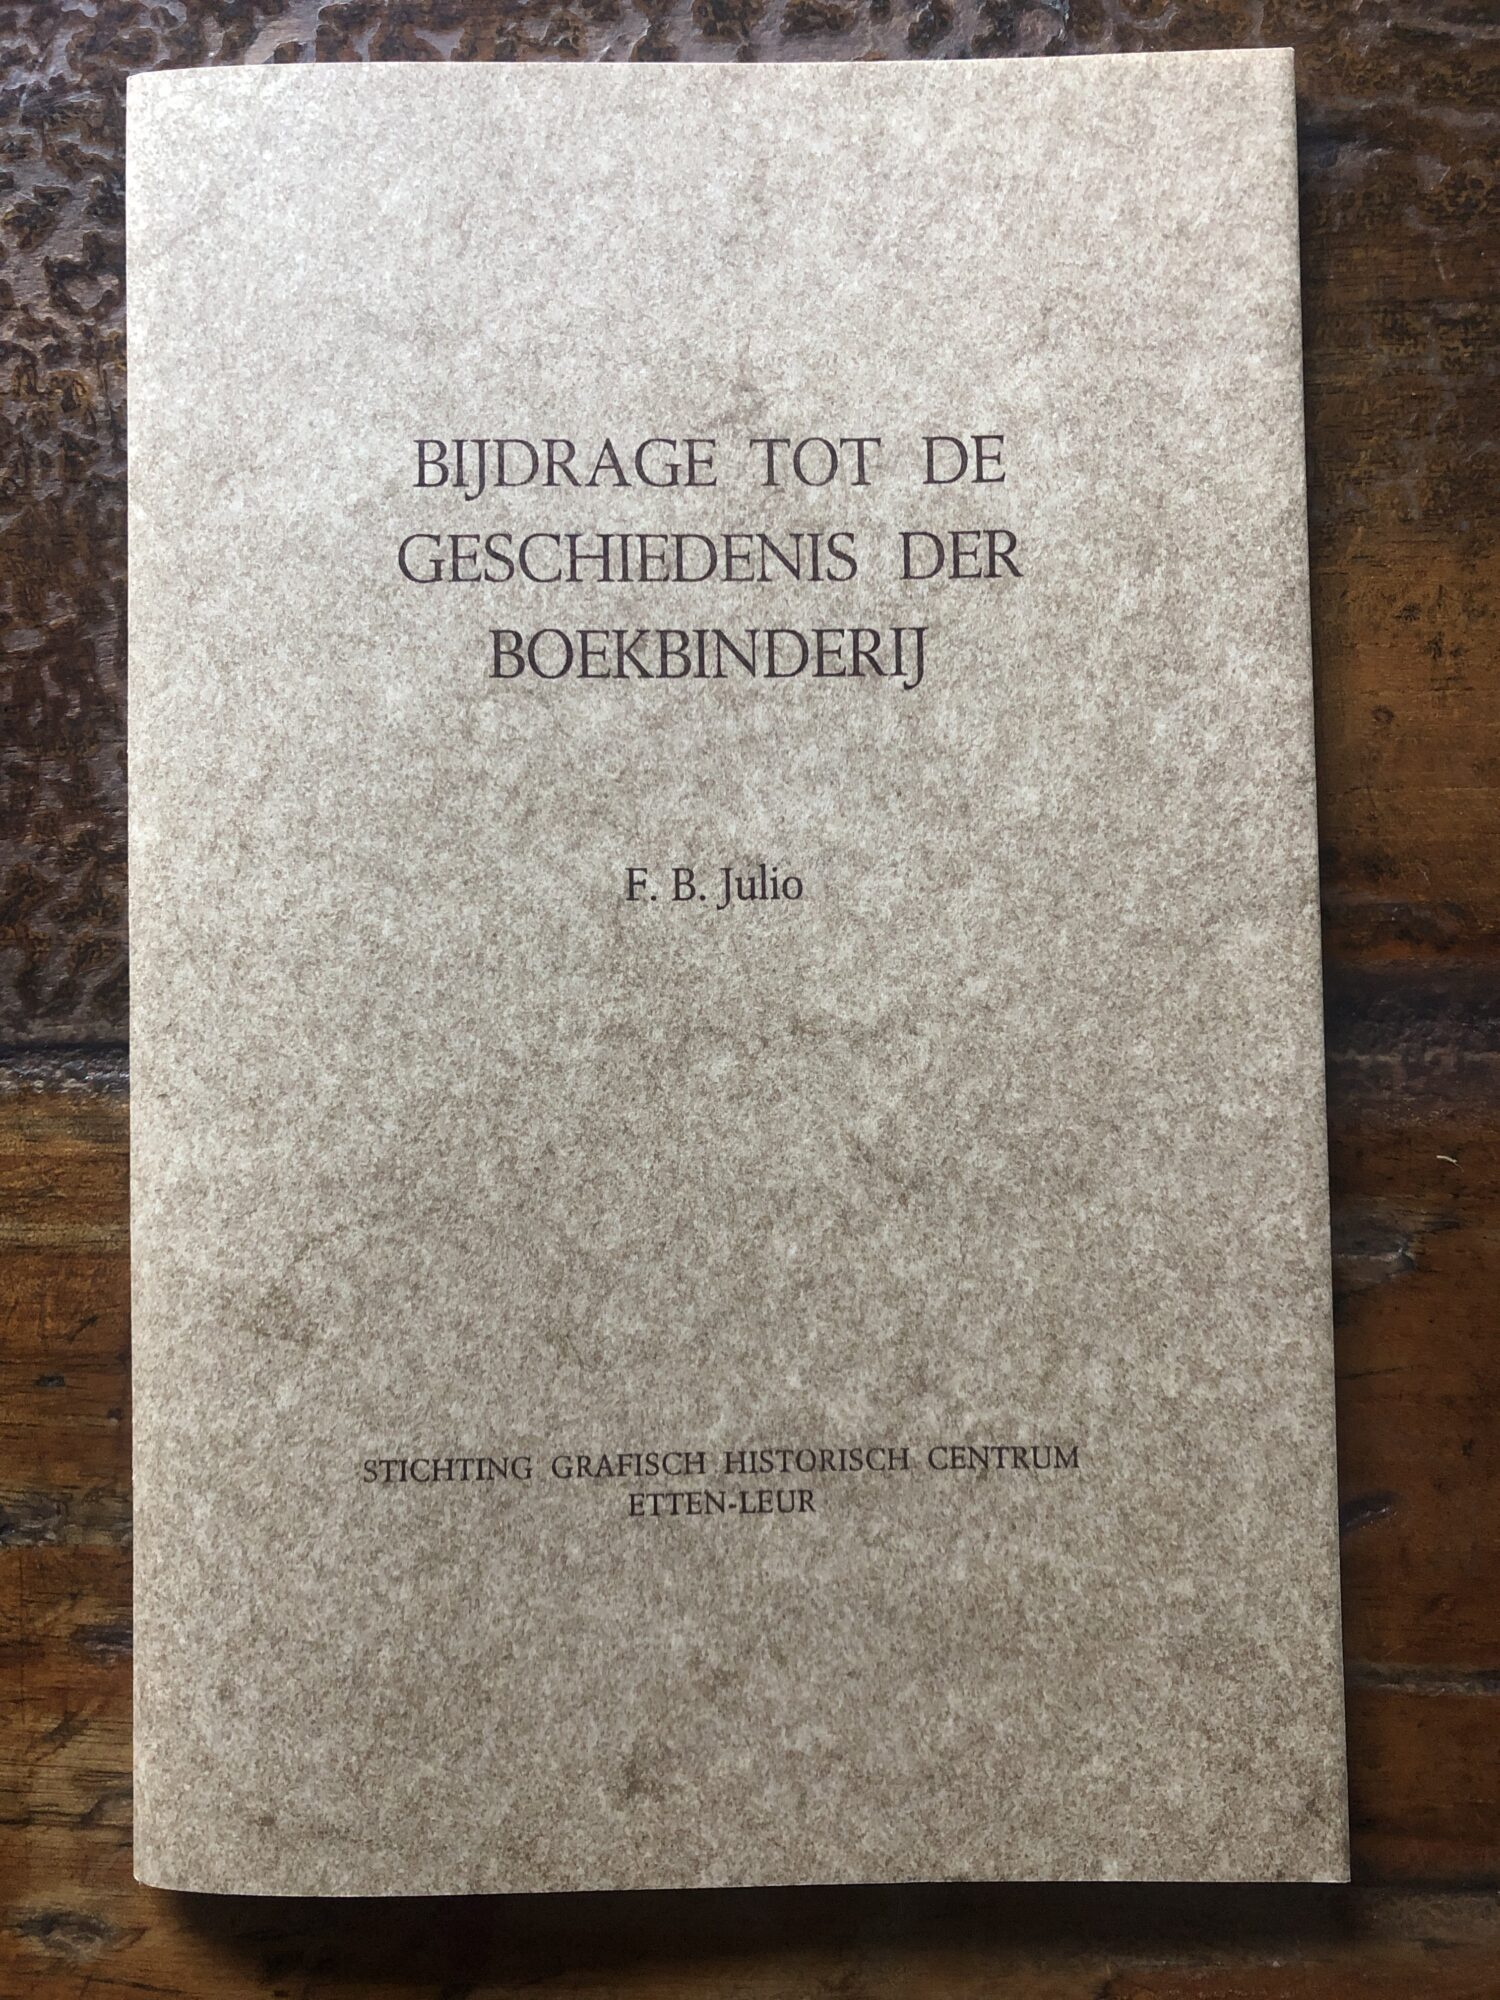 BIJDRAGE TOT DE
GESCHIEDENIS DER
BOEKBINDERIJ
F. B. Julio
STICHTING GRAFISCH HISTORISCH CENTRUM
ETTEN-LEUR